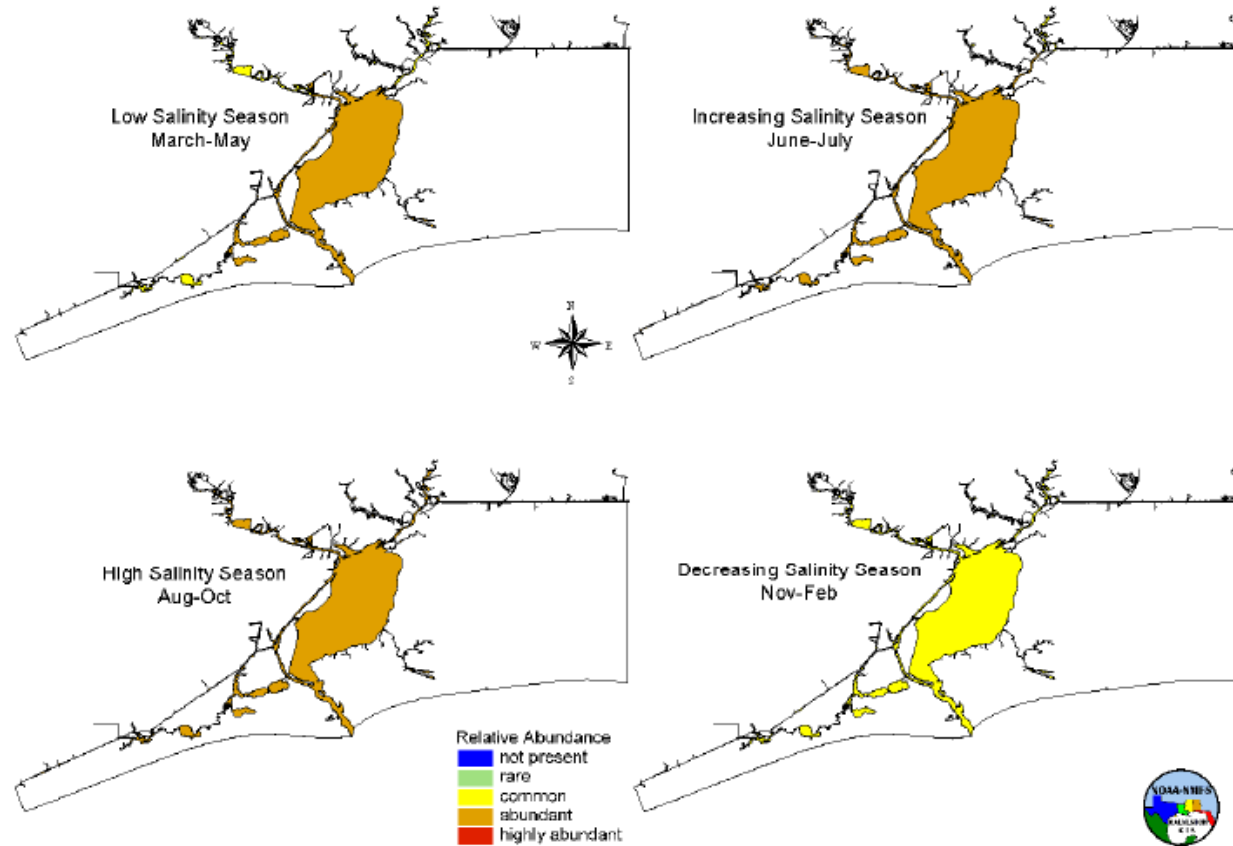 Low Salinity Season
March-May
Increasing Salinity Season
June-July
N
W E
S
High Salinity Season
Aug-Oct
Decreasing Salinity Season
Nov-Feb
Relative Abundance
not present
rare
common
abundant
highly abundant
NOAA-NMFS
GALVESTON